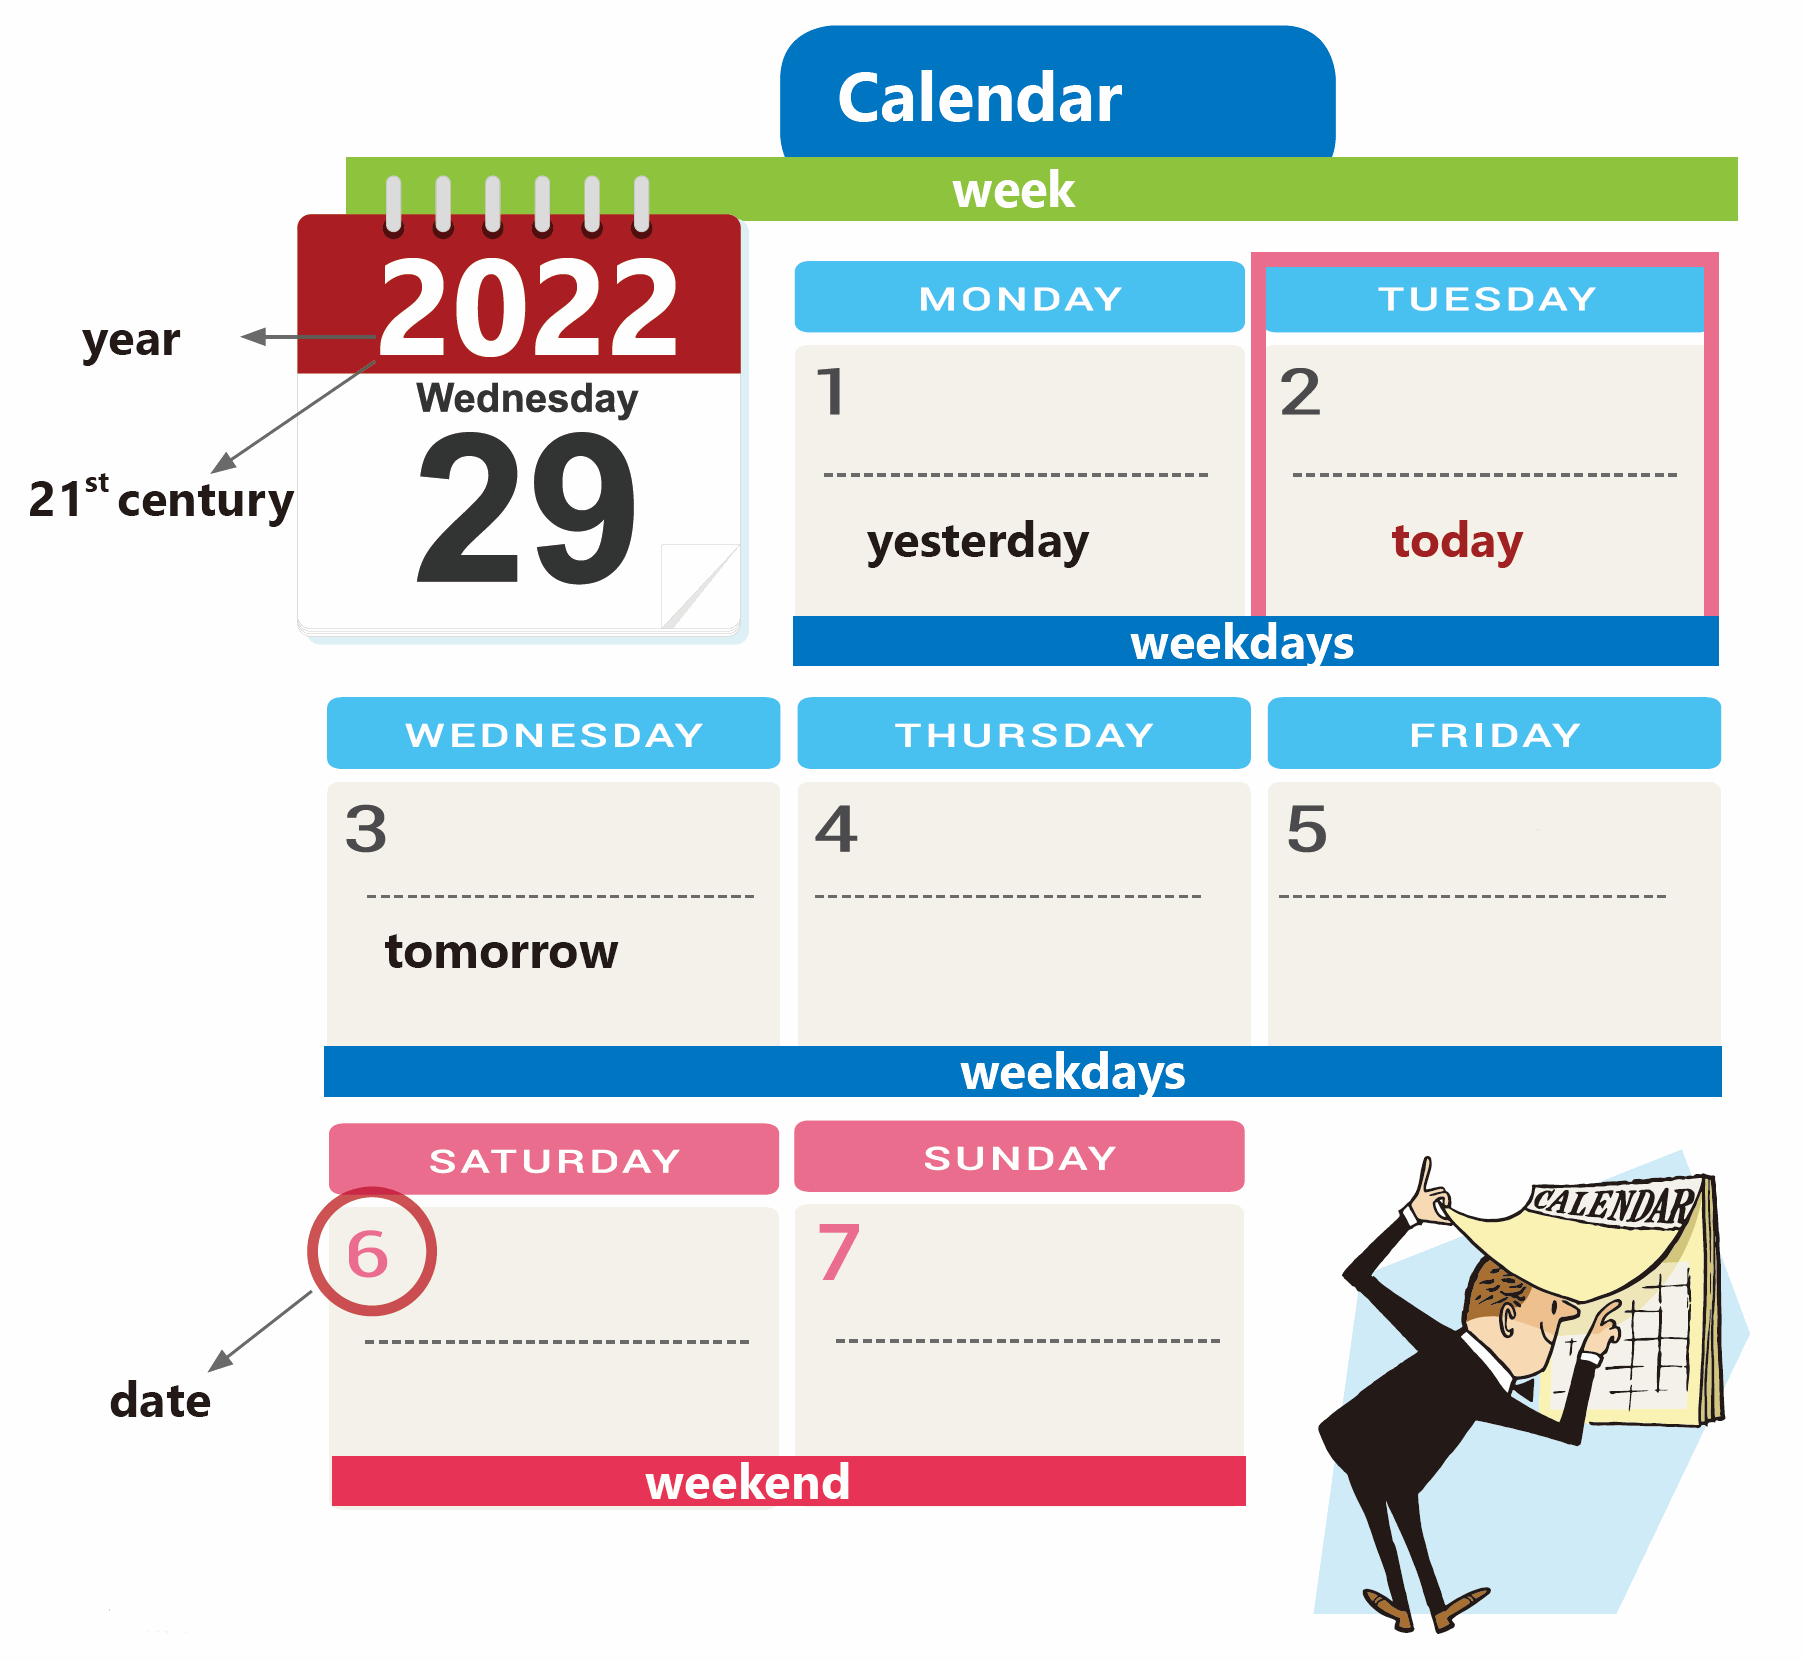 Calendar
week
2022
Wednesday
29
year
21st century
MONDAY
TUESDAY
1
2
yesterday
today
weekdays
WEDNESDAY
THURSDAY
FRIDAY
3
4
5
tomorrow
weekdays
SATURDAY
SUNDAY
6
7
date
weekend
CALENDAR